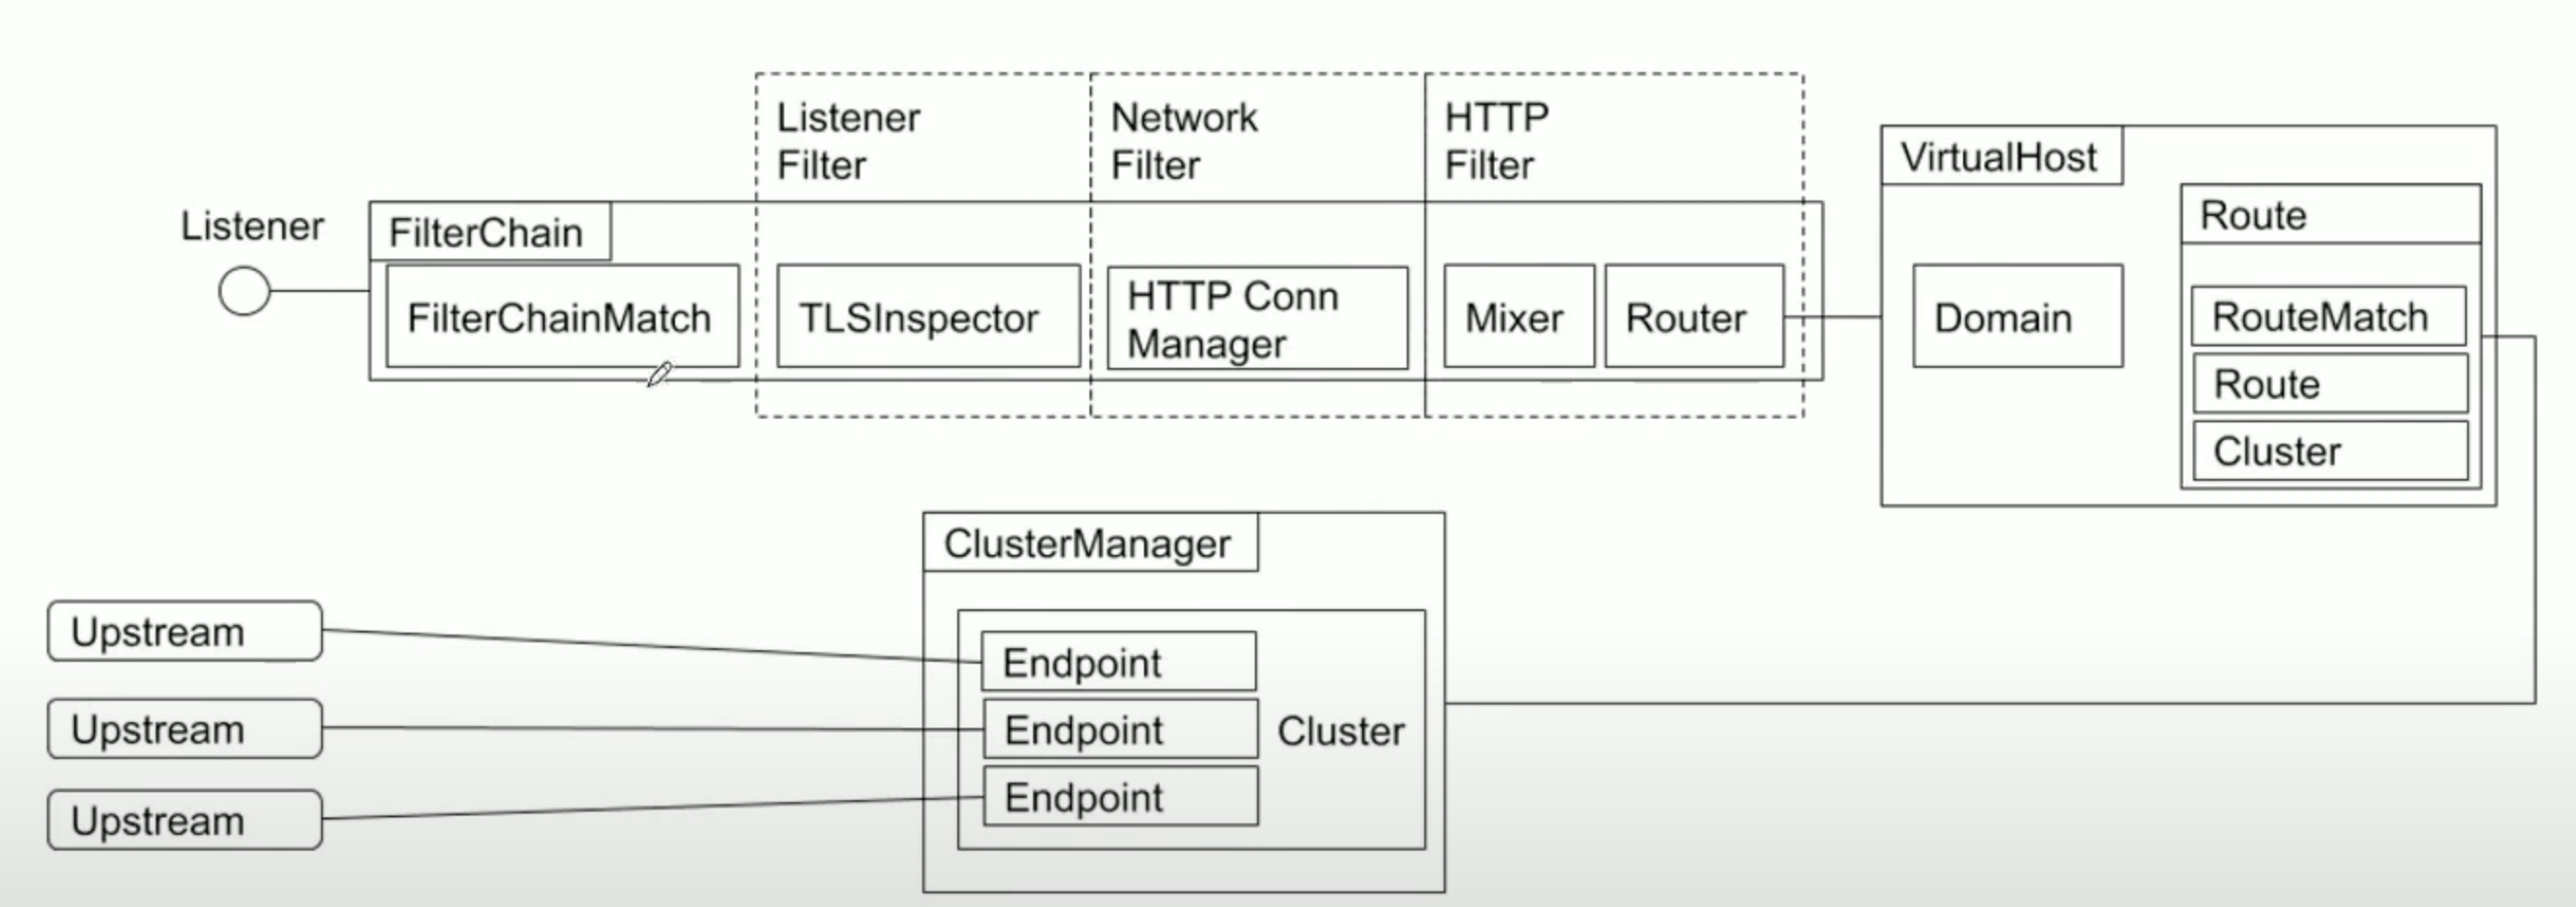 Listener
Filter
Network
Filter
HTTP
Filter
Listener
FilterChain
FilterChainMatch
TLSInspector
HTTP Conn
Manager
Mixer
Router
VirtualHost
Domain
Route
RouteMatch
Route
Cluster
ClusterManager
Endpoint
Endpoint
Endpoint
Cluster
Upstream
Upstream
Upstream